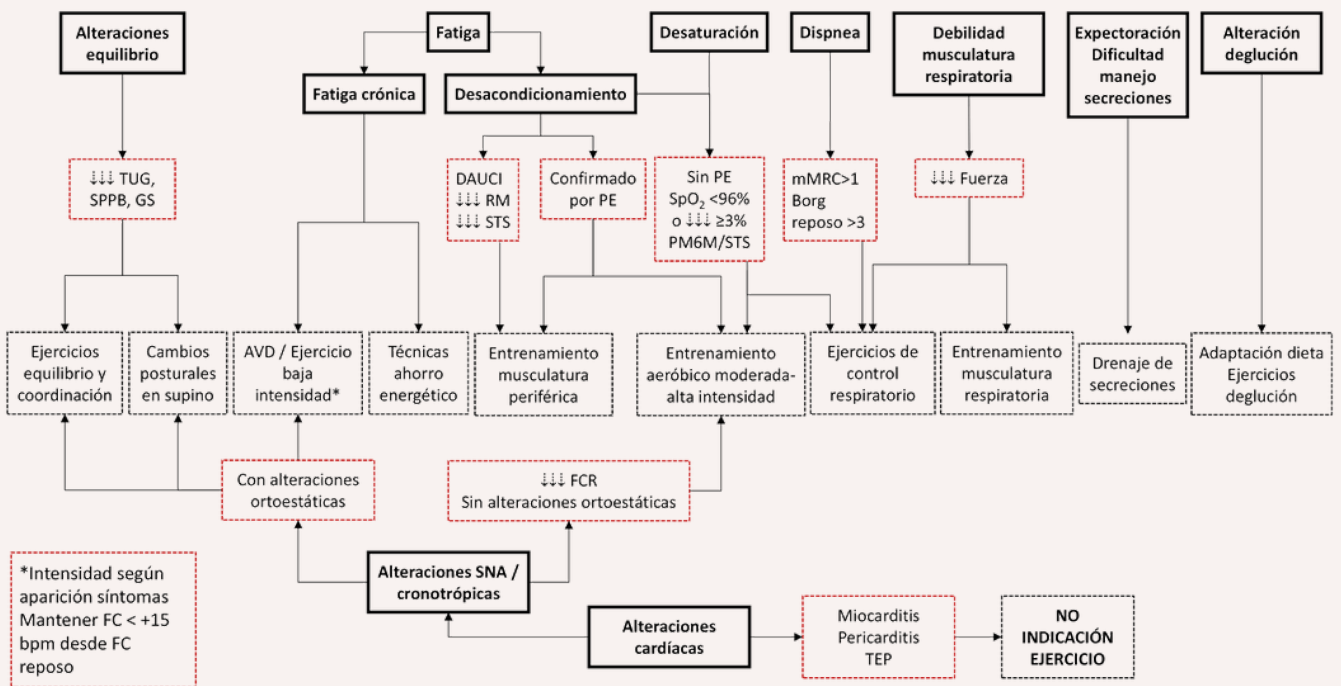 Alteraciones
equilibrio
Fatiga
Desaturación
Dispnea
Debilidad
musculatura
respiratoria
Expectoración
Dificultad
manejo
secreciones
Alteración
deglución
Fatiga crónica
Desacondicionamiento
↓↓↓ TUG,
SPPB, GS
DAUCI
↓↓↓ RM
↓↓↓ STS
Confirmado
por PE
Sin PE
SpO₂ <96%
o ↓↓↓ ≥3%
PM6M/STS
mMRC>1
Borg
reposo >3
↓↓↓ Fuerza
Ejercicios
equilibrio y
coordinación
Cambios
posturales
en supino
AVD / Ejercicio
baja
intensidad*
Técnicas
ahorro
energético
Entrenamiento
musculatura
periférica
Entrenamiento
aeróbico moderada-
alta intensidad
Ejercicios de
control
respiratorio
Entrenamiento
musculatura
respiratoria
Drenaje de
secreciones
Adaptación dieta
Ejercicios
deglución
Con alteraciones
ortoestáticas
↓↓↓ FCR
Sin alteraciones ortoestáticas
*Intensidad según
aparición síntomas
Mantener FC < +15
bpm desde FC
reposo
Alteraciones SNA /
cronotrópicas
Alteraciones
cardíacas
Miocarditis
Pericarditis
TEP
NO
INDICACIÓN
EJERCICIO